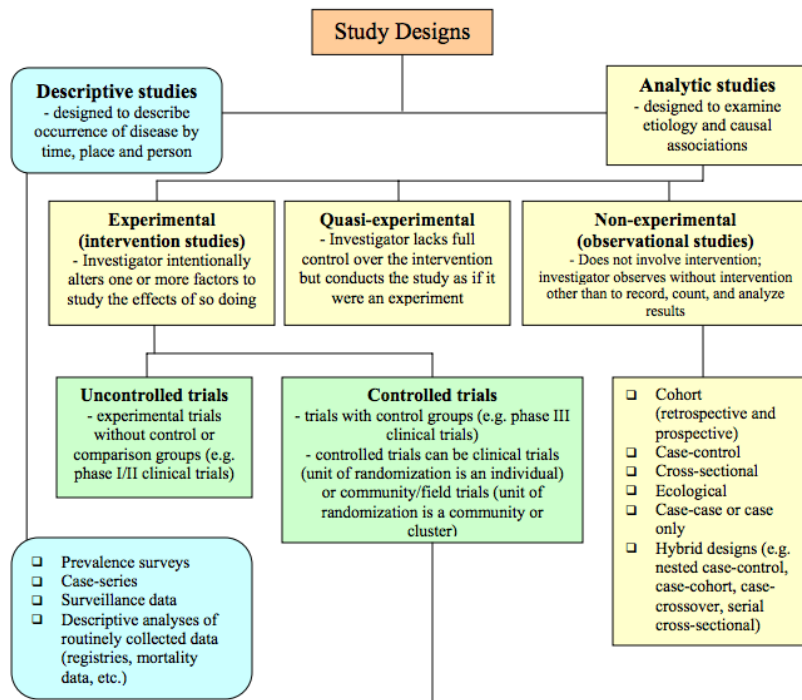 Study Designs
Descriptive studies
- designed to describe
occurrence of disease by
time, place and person
Analytic studies
- designed to examine
etiology and causal
associations
Experimental
(intervention studies)
- Investigator intentionally
alters one or more factors to
study the effects of so doing
Quasi-experimental
- Investigator lacks full
control over the intervention
but conducts the study as if it
were an experiment
Non-experimental
(observational studies)
- Does not involve intervention;
investigator observes without intervention
other than to record, count, and analyze
results
Uncontrolled trials
- experimental trials
without control or
comparison groups (e.g.
phase I/II clinical trials)
Controlled trials
- trials with control groups (e.g. phase III
clinical trials)
- controlled trials can be clinical trials
(unit of randomization is an individual)
or community/field trials (unit of
randomization is a community or
cluster)
❑ Cohort
(retrospective and
prospective)
❑ Case-control
❑ Cross-sectional
❑ Ecological
❑ Case-case or case
only
❑ Hybrid designs (e.g.
nested case-control,
case-cohort, case-
crossover, serial
cross-sectional)
❑ Prevalence surveys
❑ Case-series
❑ Surveillance data
❑ Descriptive analyses of
routinely collected data
(registries, mortality
data, etc.)